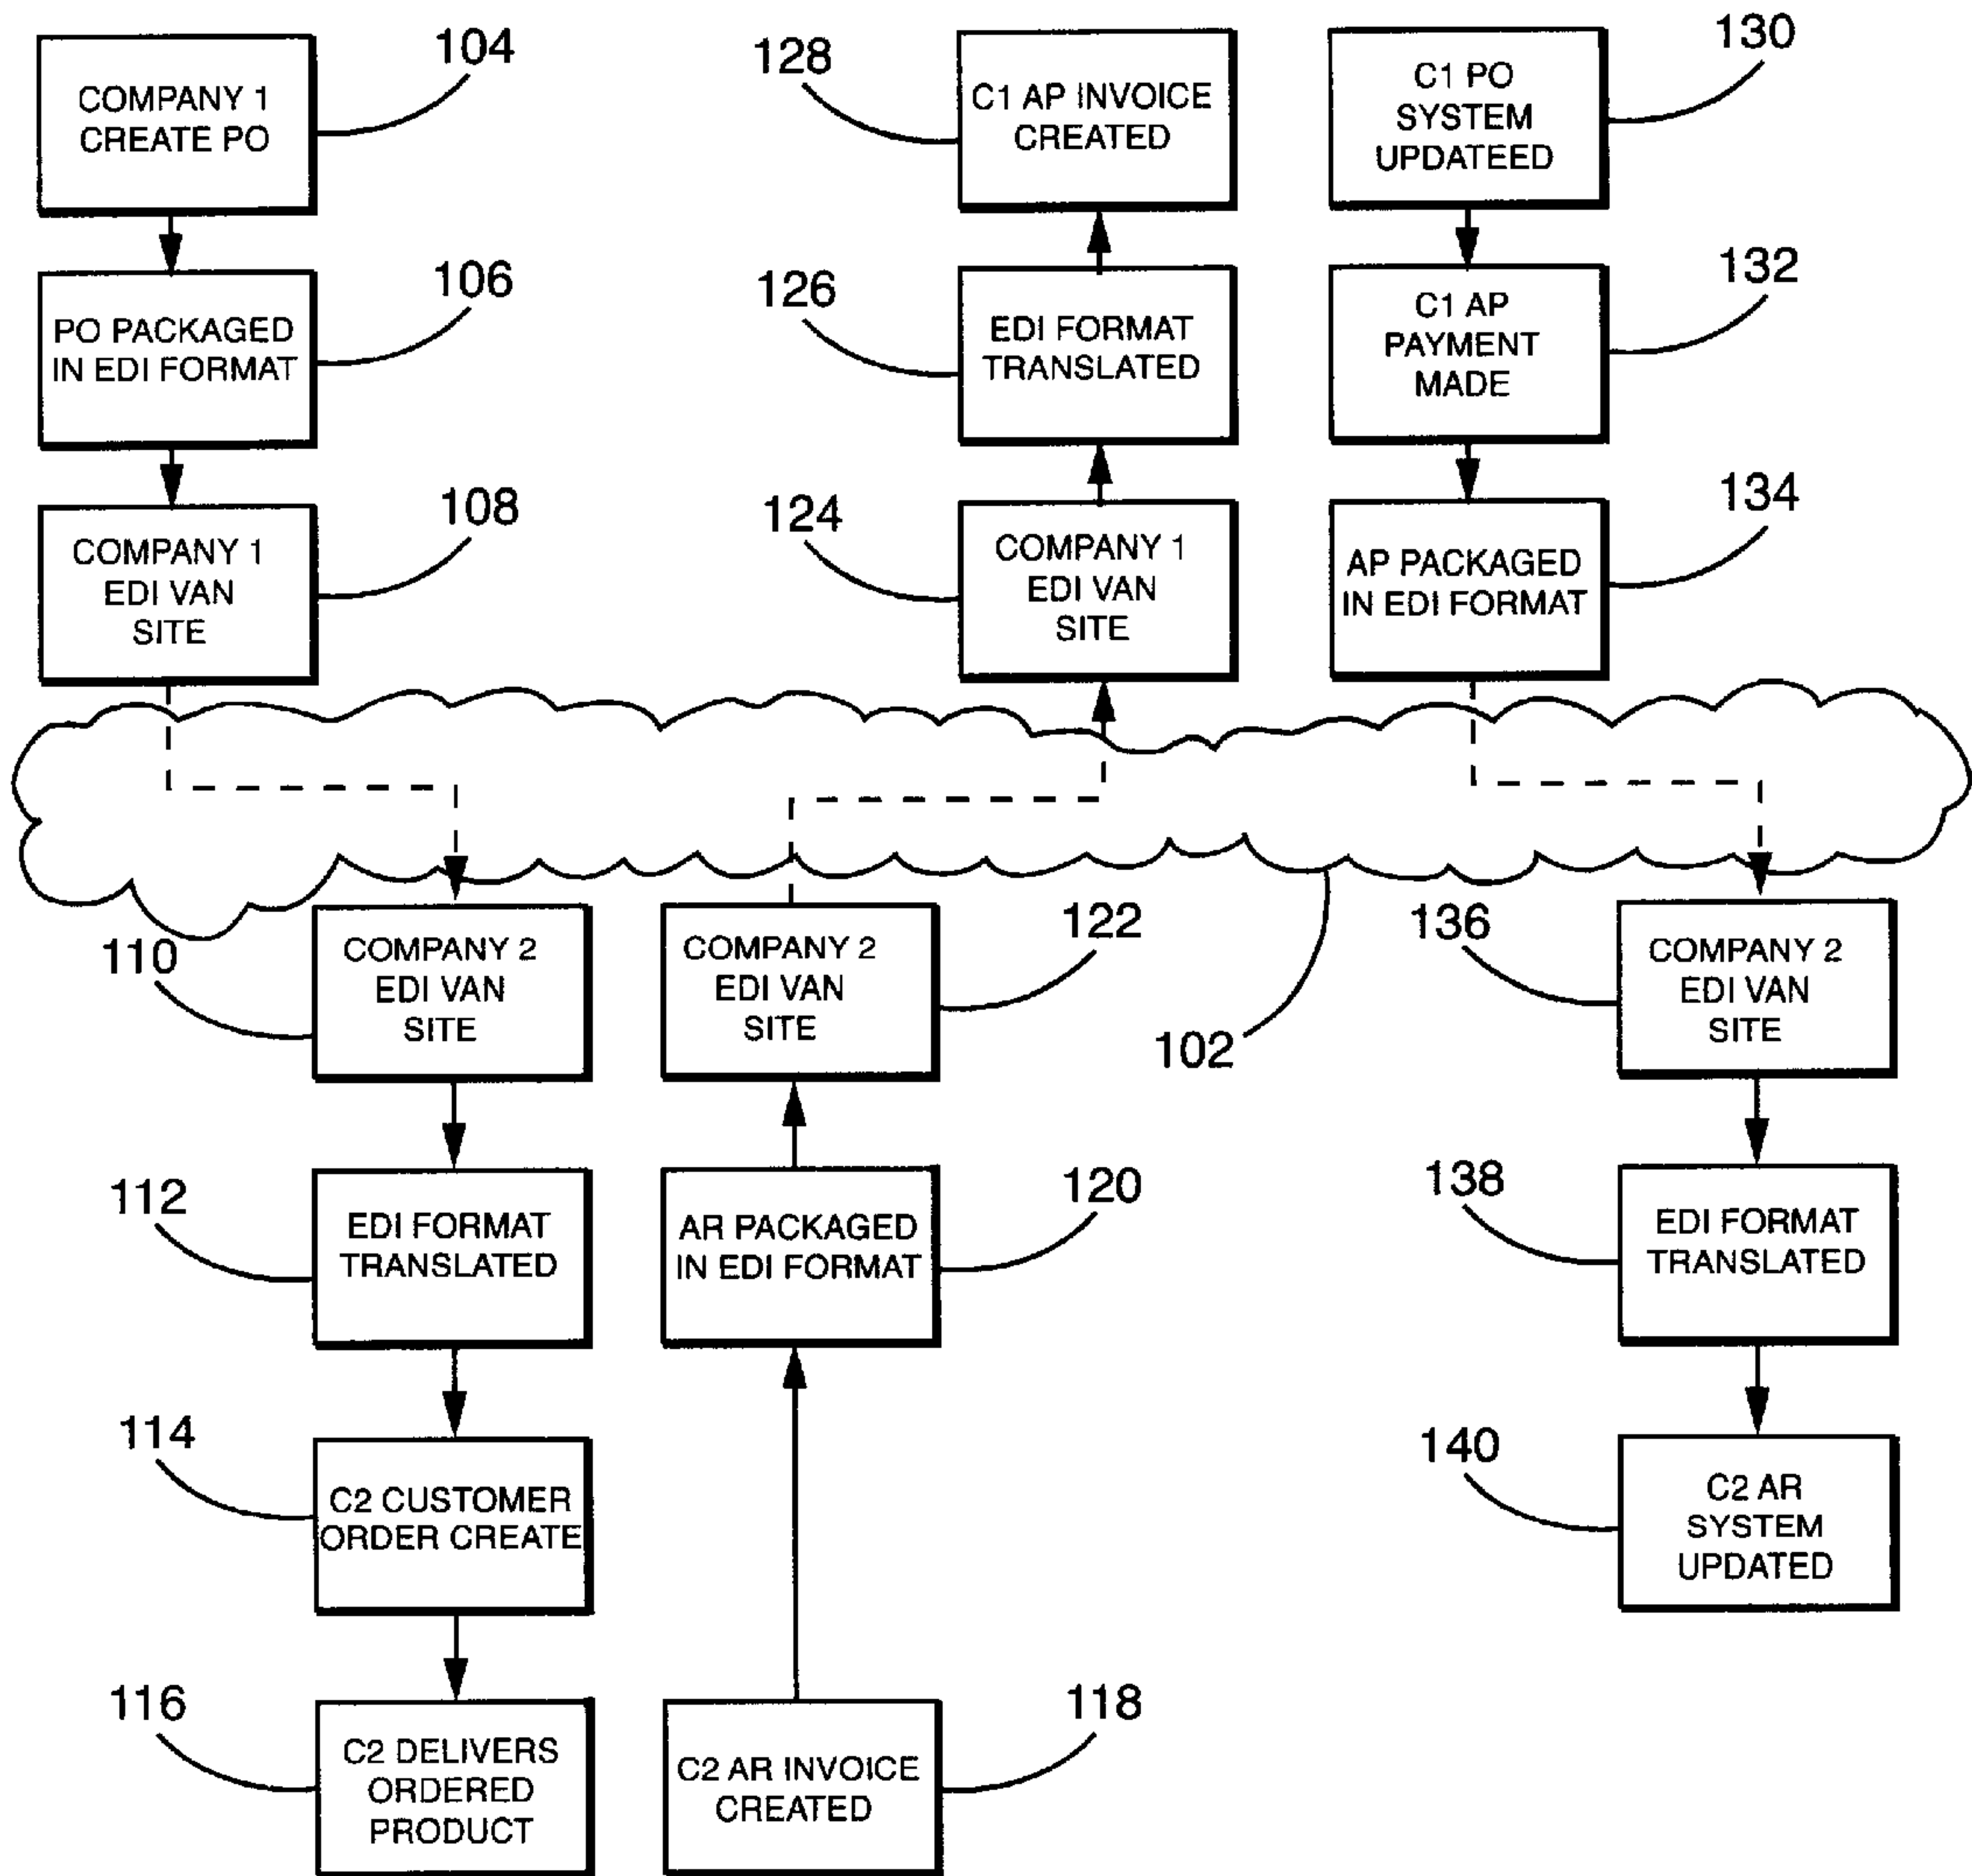 COMPANY 1
CREATE PO
104
PO PACKAGED
IN EDI FORMAT
106
COMPANY 1
EDI VAN
SITE
108
COMPANY 2
EDI VAN
SITE
110
EDI FORMAT
TRANSLATED
112
C2 CUSTOMER
ORDER CREATE
114
C2 DELIVERS
ORDERED
PRODUCT
116
C2 AR INVOICE
CREATED
118
AR PACKAGED
IN EDI FORMAT
120
COMPANY 2
EDI VAN
SITE
122
102
COMPANY 1
EDI VAN
SITE
124
EDI FORMAT
TRANSLATED
126
C1 AP INVOICE
CREATED
128
C1 PO
SYSTEM
UPDATEED
130
C1 AP
PAYMENT
MADE
132
AP PACKAGED
IN EDI FORMAT
134
COMPANY 2
EDI VAN
SITE
136
EDI FORMAT
TRANSLATED
138
C2 AR
SYSTEM
UPDATED
140